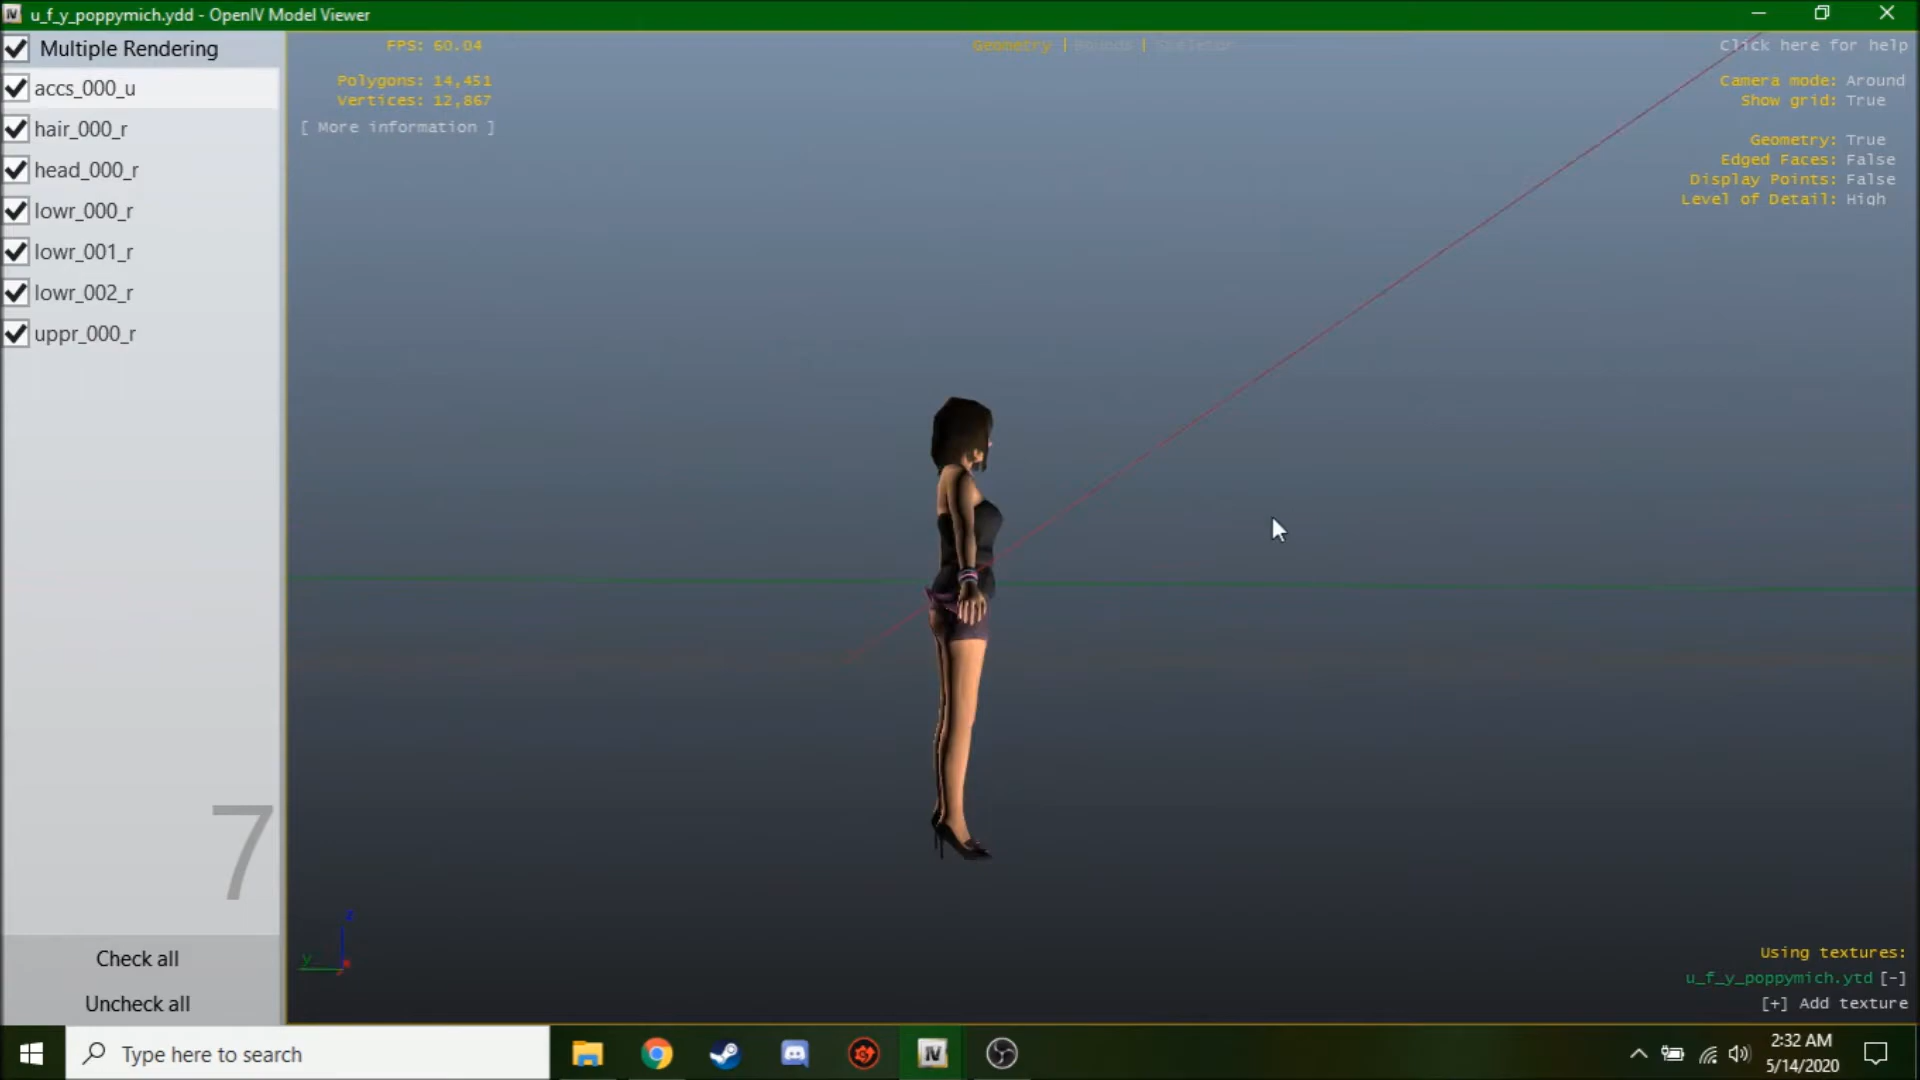 u_f_y_poppymich.ydd - OpenIV Model Viewer
Multiple Rendering
accs_000_u
hair_000_r
head_000_r
lowr_000_r
lowr_001_r
lowr_002_r
uppr_000_r
7
Check all
Uncheck all
FPS: 60.04
Polygons: 14,451
Vertices: 12,867
[ More information ]
Geometry | Bounds | Skeleton
Click here for help
Camera mode: Around
Show grid: True
Geometry: True
Edged Faces: False
Display Points: False
Level of Detail: High
z
y
Using textures:
u_f_y_poppymich.ytd [-]
[+] Add texture
Type here to search
2:32 AM
5/14/2020